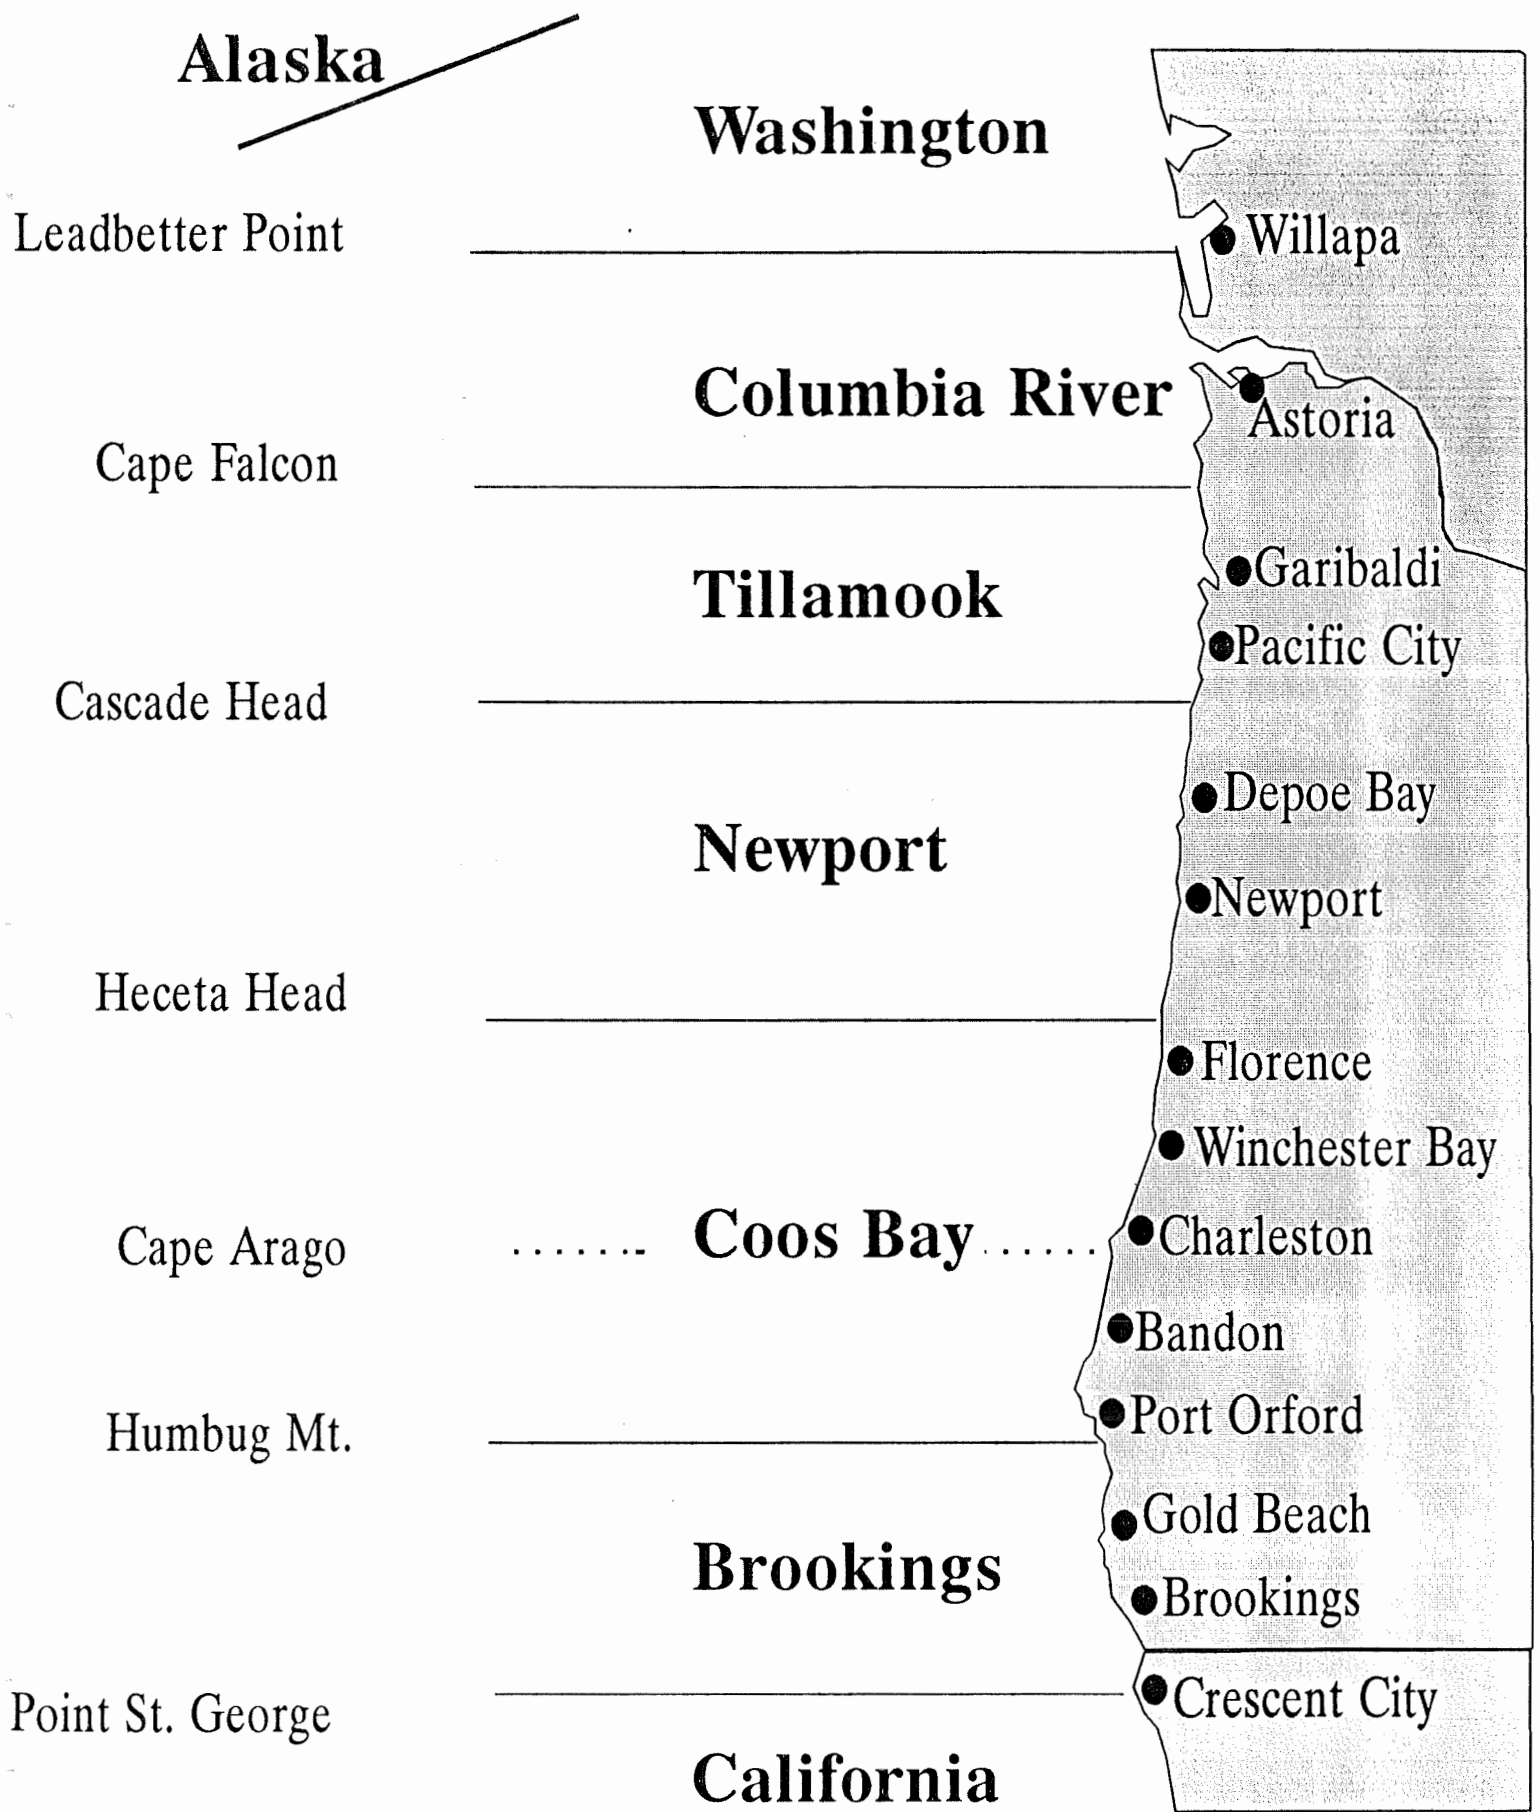 Alaska
Washington
Leadbetter Point
Willapa
Columbia River
Astoria
Cape Falcon
Garibaldi
Tillamook
Pacific City
Cascade Head
Depoe Bay
Newport
Newport
Heceta Head
Florence
Winchester Bay
Cape Arago
Coos Bay
Charleston
Bandon
Port Orford
Humbug Mt.
Gold Beach
Brookings
Brookings
Crescent City
Point St. George
California